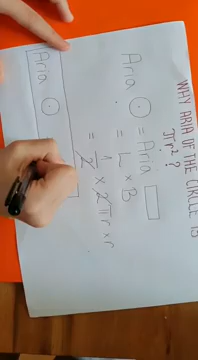 WHY ARIA OF THE CIRCLE IS
πr² ?
Aria ⊙ = Aria ▭
= L × B
= 1/2 × 2πr × r
Aria ⊙